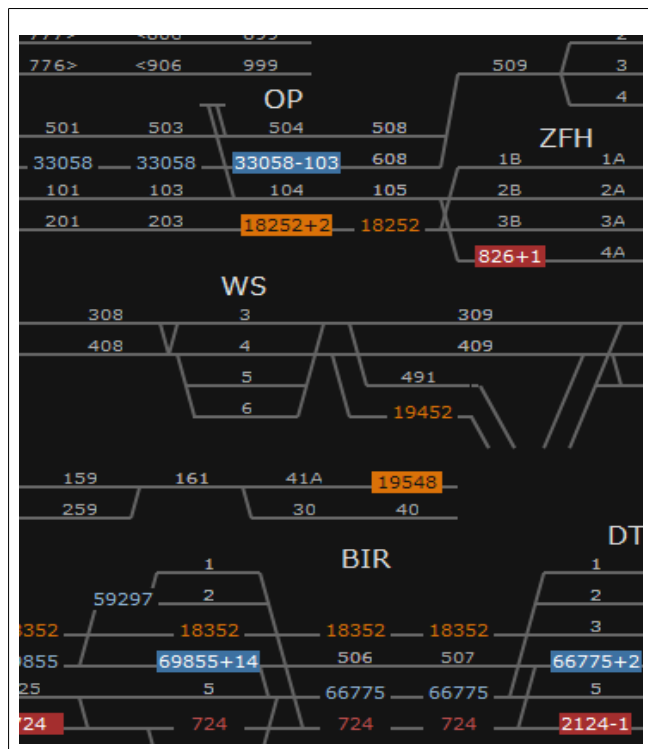 776> <906 999 509 3
4
OP
501 503 504 508
ZFH
33058 33058 33058-103 608 1B 1A
101 103 104 105 2B 2A
201 203 18252+2 18252 3B 3A
826+1 4A
WS
308 3 309
408 4 409
5 491
6 19452
159 161 41A 19548
259 30 40
DT
BIR
1 1
59297 2 2
18352 18352 18352 3
69855+14 506 507 66775+2
5 66775 66775 5
724 724 724 2124-1